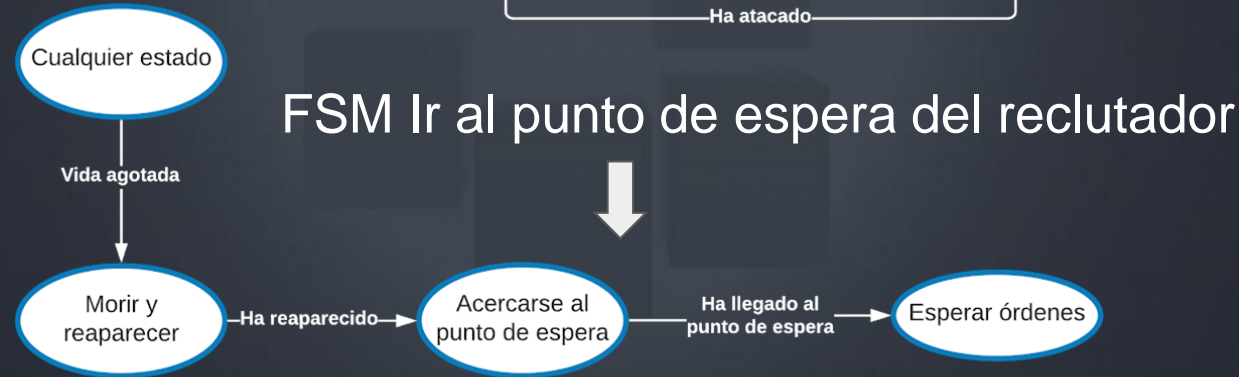 Ha atacado
Cualquier estado
FSM Ir al punto de espera del reclutador
Vida agotada
Morir y
reaparecer
Ha reaparecido
Acercarse al
punto de espera
Ha llegado al
punto de espera
Esperar órdenes